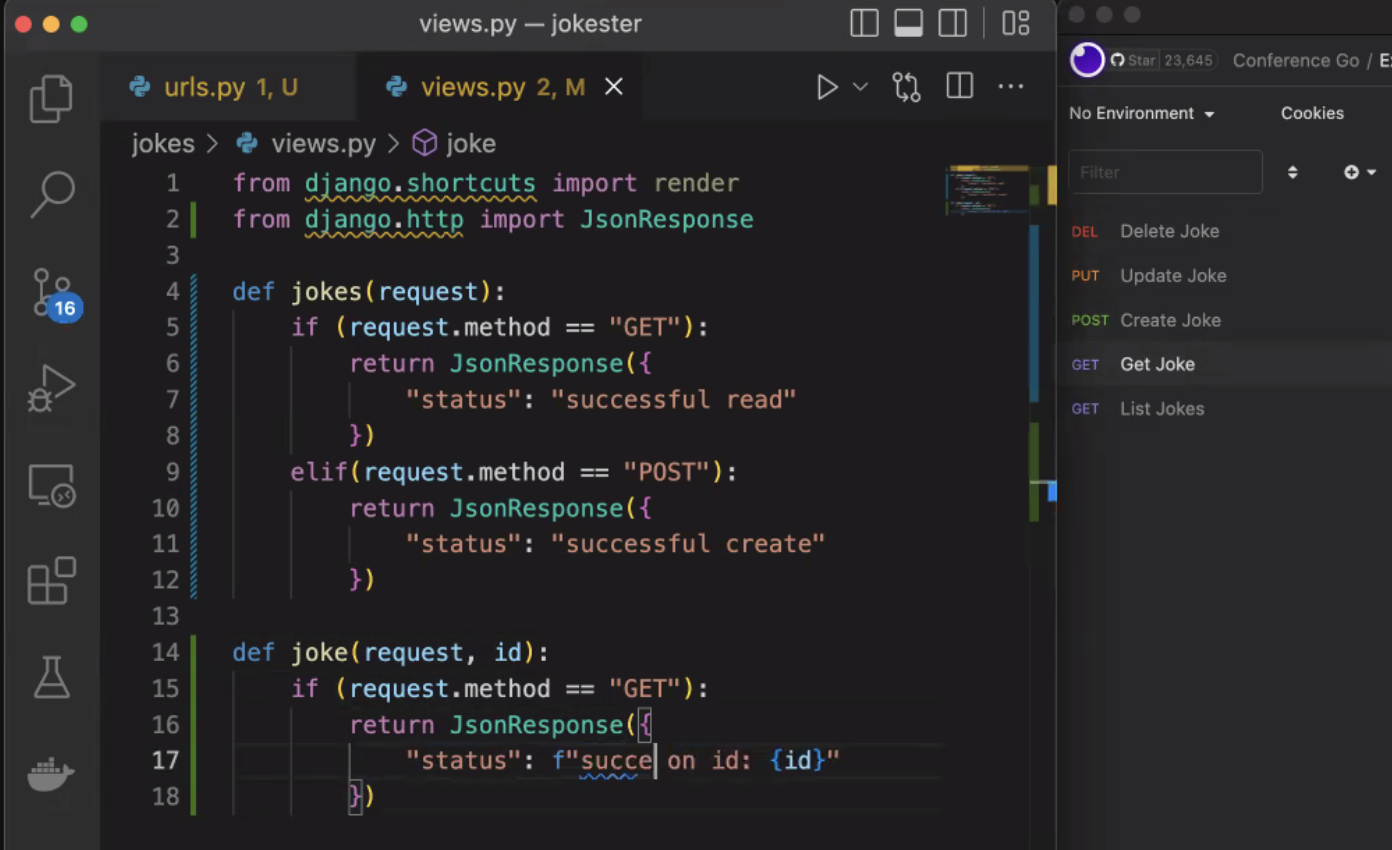 views.py — jokester
urls.py 1, U
views.py 2, M
jokes > views.py > joke
1 from django.shortcuts import render
2 from django.http import JsonResponse
3
4 def jokes(request):
5     if (request.method == "GET"):
6         return JsonResponse({
7             "status": "successful read"
8         })
9     elif(request.method == "POST"):
10         return JsonResponse({
11             "status": "successful create"
12         })
13
14 def joke(request, id):
15     if (request.method == "GET"):
16         return JsonResponse({
17             "status": f"succe on id: {id}"
18         })
16
Star 23,645 Conference Go /
No Environment
Cookies
Filter
DEL Delete Joke
PUT Update Joke
POST Create Joke
GET Get Joke
GET List Jokes